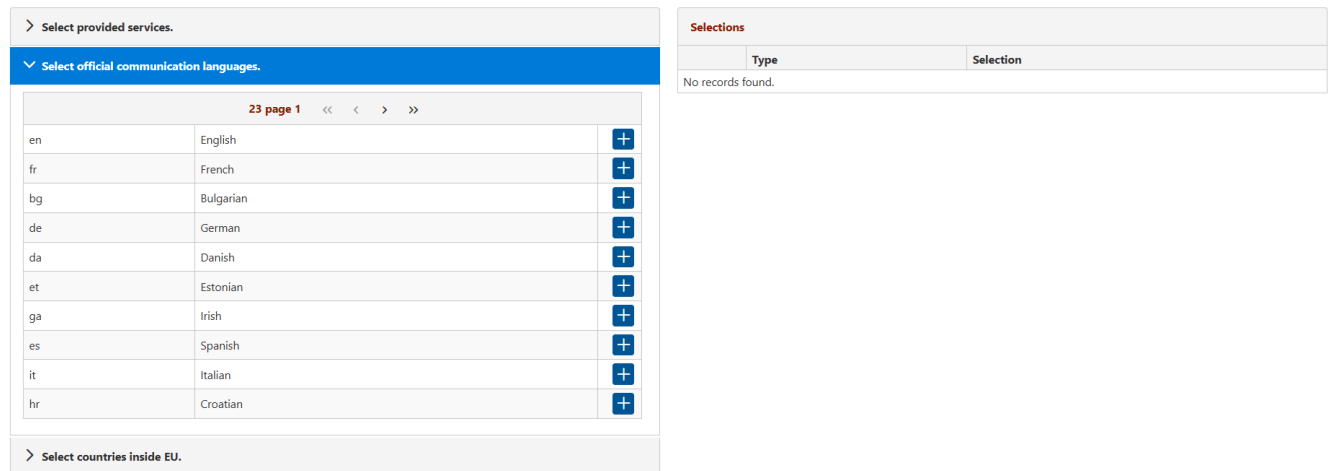 Select provided services.
Select official communication languages.
23 page 1
en English
fr French
bg Bulgarian
de German
da Danish
et Estonian
ga Irish
es Spanish
it Italian
hr Croatian
Select countries inside EU.
Selections
Type Selection
No records found.